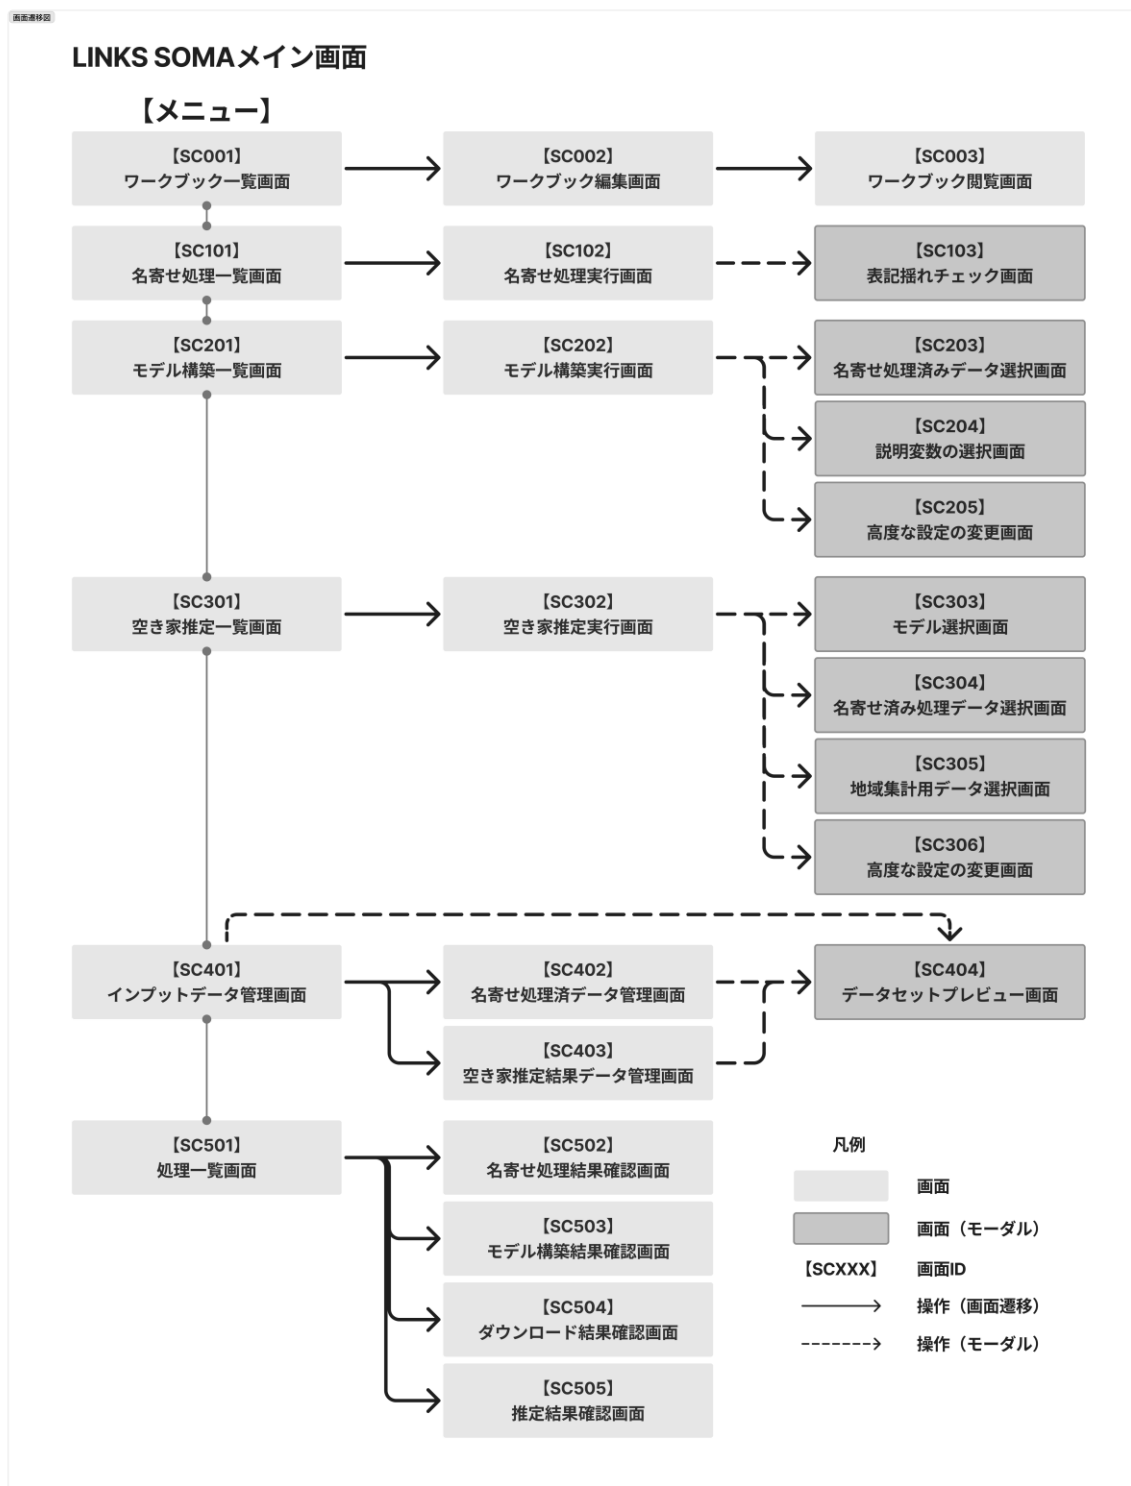 画面遷移図
LINKS SOMAメイン画面
【メニュー】
【SC001】
ワークブック一覧画面
【SC002】
ワークブック編集画面
【SC003】
ワークブック閲覧画面
【SC101】
名寄せ処理一覧画面
【SC102】
名寄せ処理実行画面
【SC103】
表記揺れチェック画面
【SC201】
モデル構築一覧画面
【SC202】
モデル構築実行画面
【SC203】
名寄せ処理済みデータ選択画面
【SC204】
説明変数の選択画面
【SC205】
高度な設定の変更画面
【SC301】
空き家推定一覧画面
【SC302】
空き家推定実行画面
【SC303】
モデル選択画面
【SC304】
名寄せ済み処理データ選択画面
【SC305】
地域集計用データ選択画面
【SC306】
高度な設定の変更画面
【SC401】
インプットデータ管理画面
【SC402】
名寄せ処理済データ管理画面
【SC404】
データセットプレビュー画面
【SC403】
空き家推定結果データ管理画面
【SC501】
処理一覧画面
【SC502】
名寄せ処理結果確認画面
【SC503】
モデル構築結果確認画面
【SC504】
ダウンロード結果確認画面
【SC505】
推定結果確認画面
凡例
画面
画面（モーダル）
【SCXXX】 画面ID
操作（画面遷移）
操作（モーダル）